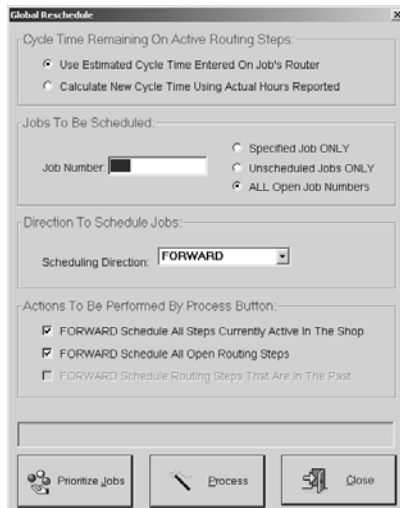 Global Reschedule
Cycle Time Remaining On Active Routing Steps:
Use Estimated Cycle Time Entered On Job's Router
Calculate New Cycle Time Using Actual Hours Reported
Jobs To Be Scheduled:
Specified Job ONLY
Job Number:
Unscheduled Jobs ONLY
ALL Open Job Numbers
Direction To Schedule Jobs:
Scheduling Direction: FORWARD
Actions To Be Performed By Process Button:
FORWARD Schedule All Steps Currently Active In The Shop
FORWARD Schedule All Open Routing Steps
FORWARD Schedule Routing Steps That Are In The Past
Prioritize Jobs Process Close